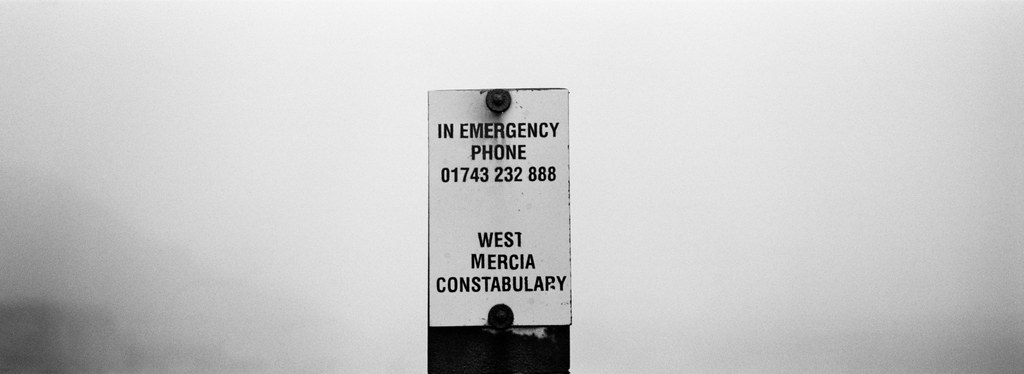 IN EMERGENCY
PHONE
01743 232 888
WEST
MERCIA
CONSTABULARY